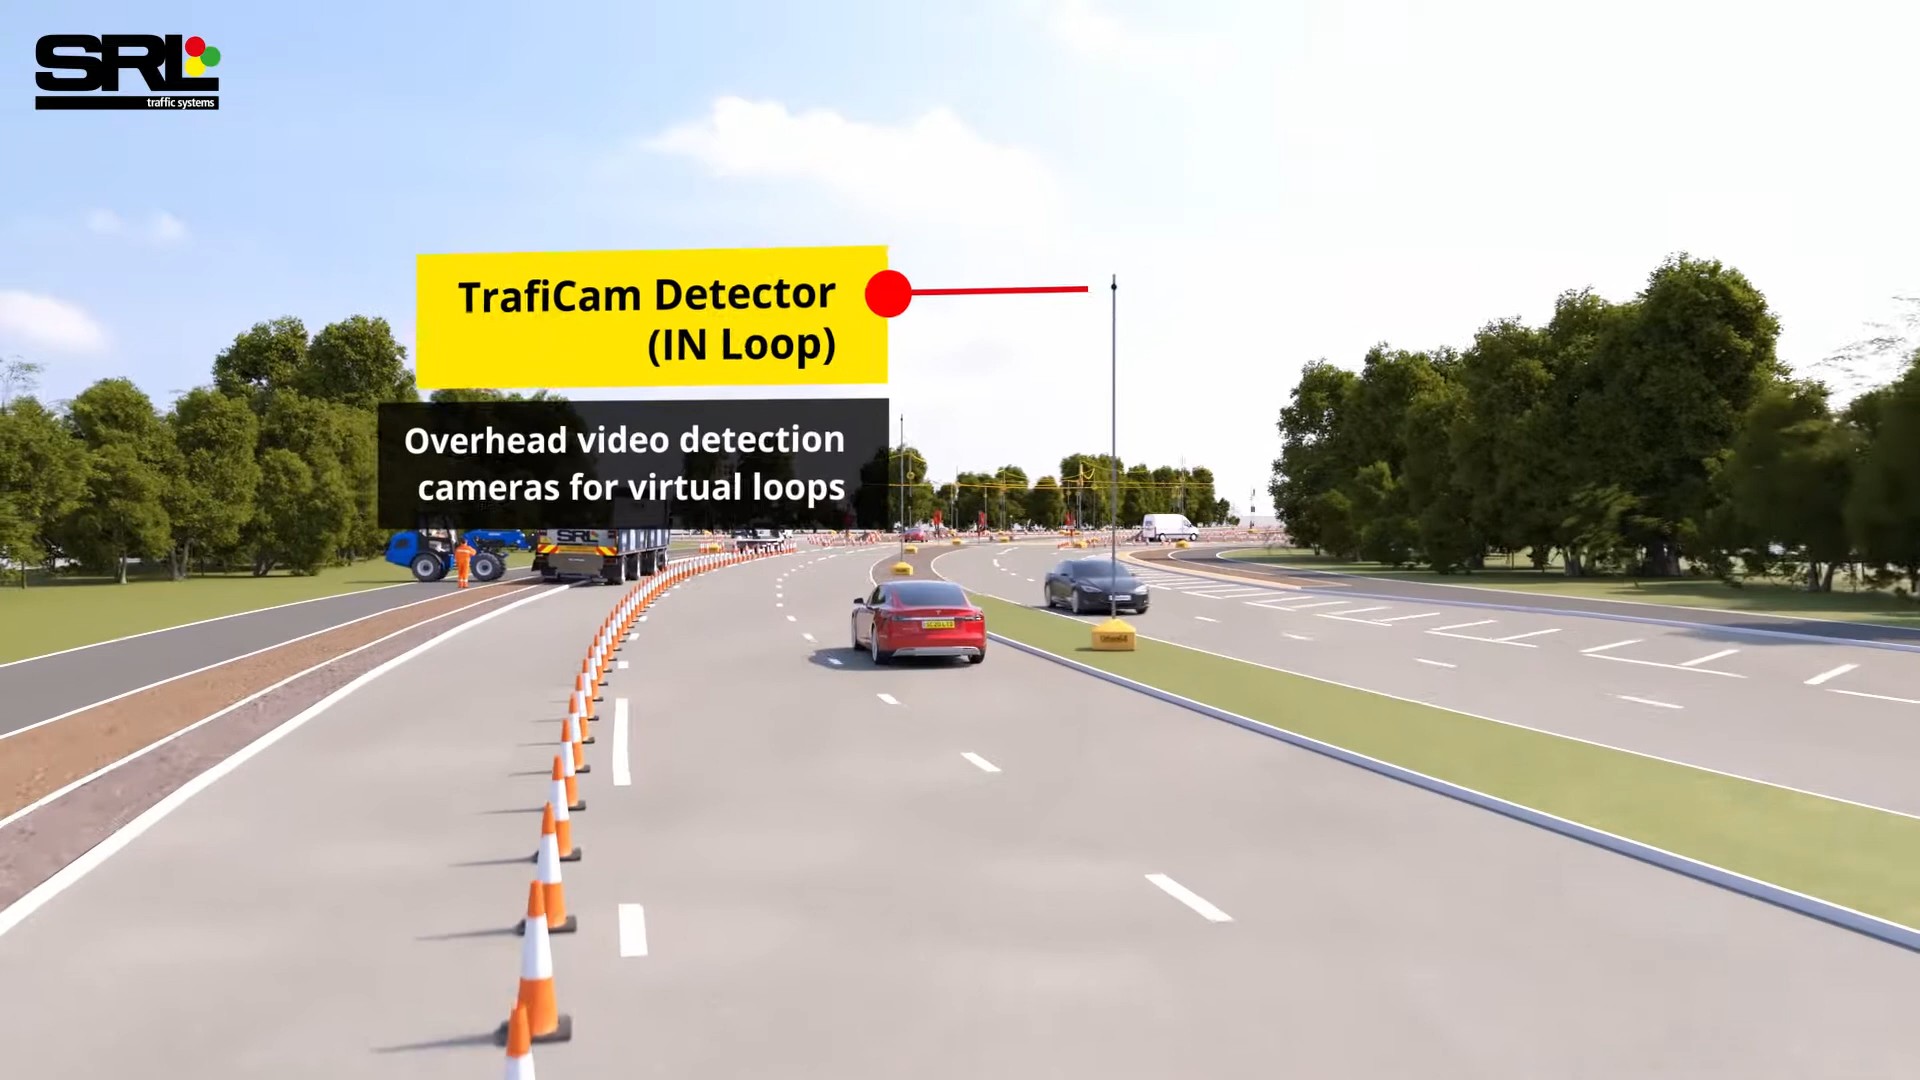 SRL
traffic systems
TrafiCam Detector
(IN Loop)
Overhead video detection
cameras for virtual loops
SRL